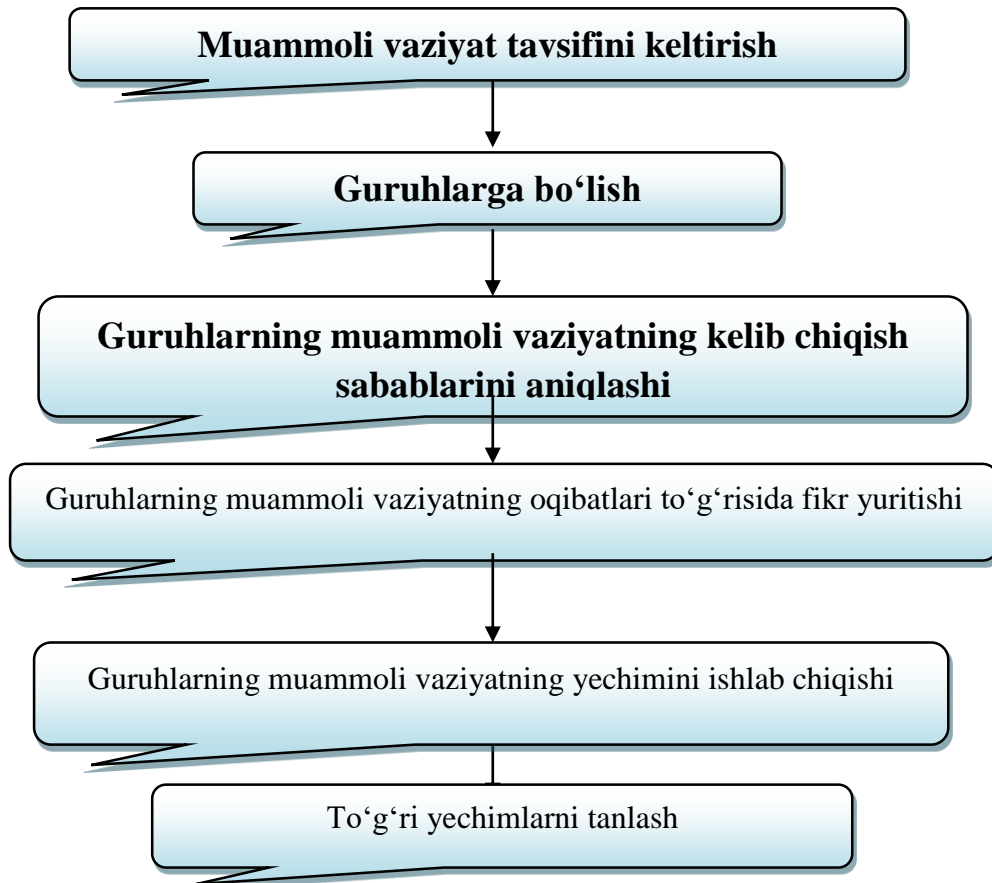 Muammoli vaziyat tavsifini keltirish
Guruhlarga bo‘lish
Guruhlarning muammoli vaziyatning kelib chiqish
sabablarini aniqlashi
Guruhlarning muammoli vaziyatning oqibatlari to‘g‘risida fikr yuritishi
Guruhlarning muammoli vaziyatning yechimini ishlab chiqishi
To‘g‘ri yechimlarni tanlash